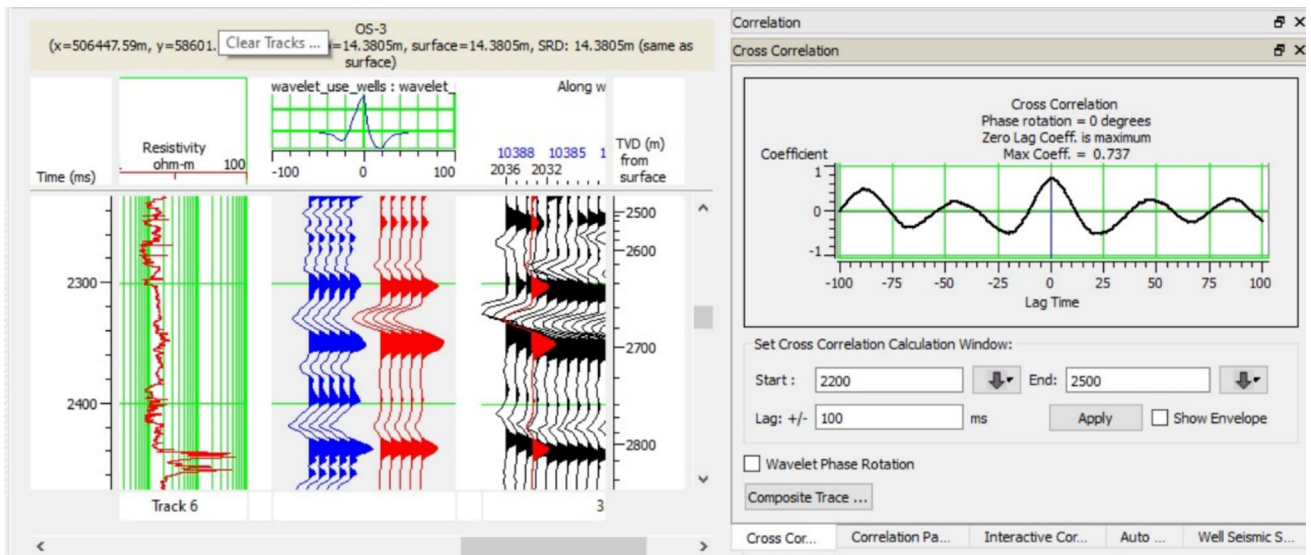 OS-3
(x=506447.59m, y=58601.
Clear Tracks ...
=14.3805m, surface=14.3805m, SRD: 14.3805m (same as
surface)
wavelet_use_wells : wavelet_
Along w
Time (ms)
Resistivity
ohm-m
100
-100
0
100
10388
10385
1
2036
2032
TVD (m)
from
surface
2300
2400
2500
2600
2700
2800
Track 6
3
Correlation
Cross Correlation
Cross Correlation
Phase rotation = 0 degrees
Zero Lag Coeff. is maximum
Max Coeff. = 0.737
Coefficient
1
0
-1
-100
-75
-50
-25
0
25
50
75
100
Lag Time
Set Cross Correlation Calculation Window:
Start : 2200 End: 2500
Lag: +/- 100 ms Apply Show Envelope
Wavelet Phase Rotation
Composite Trace ...
Cross Cor... Correlation Pa... Interactive Cor... Auto ... Well Seismic S...